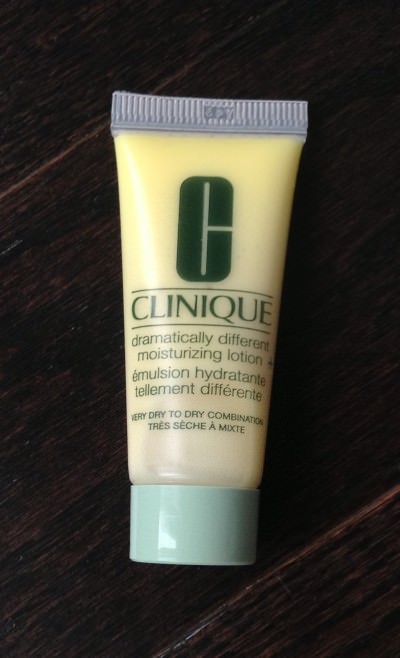 CLINIQUE
dramatically different
moisturizing lotion +
émulsion hydratante
tellement différente
VERY DRY TO DRY COMBINATION
TRÈS SÈCHE À MIXTE